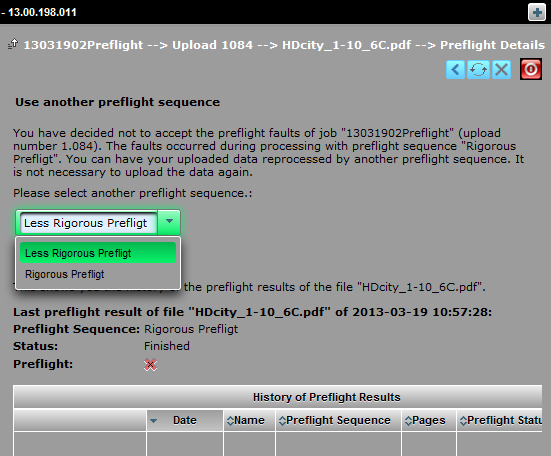 - 13.00.198.011
13031902Preflight --> Upload 1084 --> HDcity_1-10_6C.pdf --> Preflight Details
Use another preflight sequence
You have decided not to accept the preflight faults of job "13031902Preflight" (upload
number 1.084). The faults occurred during processing with preflight sequence "Rigorous
Prefligt". You can have your uploaded data reprocessed by another preflight sequence. It
is not necessary to upload the data again.
Please select another preflight sequence.:
Less Rigorous Prefligt
Less Rigorous Prefligt
Rigorous Prefligt
the preflight results of the file "HDcity_1-10_6C.pdf".
Last preflight result of file "HDcity_1-10_6C.pdf" of 2013-03-19 10:57:28:
Preflight Sequence: Rigorous Prefligt
Status: Finished
Preflight:
History of Preflight Results
Date Name Preflight Sequence Pages Preflight Statu